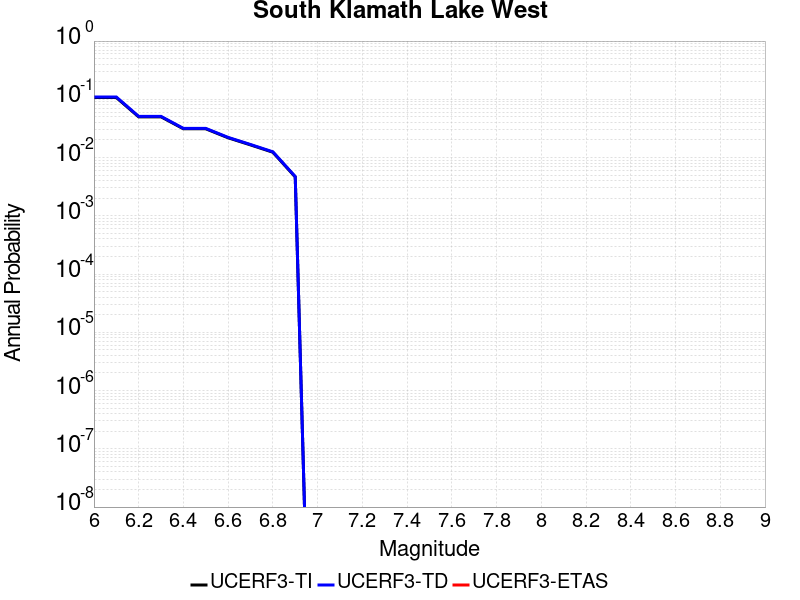 South Klamath Lake West
10^0
10^-1
10^-2
10^-3
10^-4
10^-5
10^-6
10^-7
10^-8
Annual Probability
6 6.2 6.4 6.6 6.8 7 7.2 7.4 7.6 7.8 8 8.2 8.4 8.6 8.8 9
Magnitude
UCERF3-TI UCERF3-TD UCERF3-ETAS